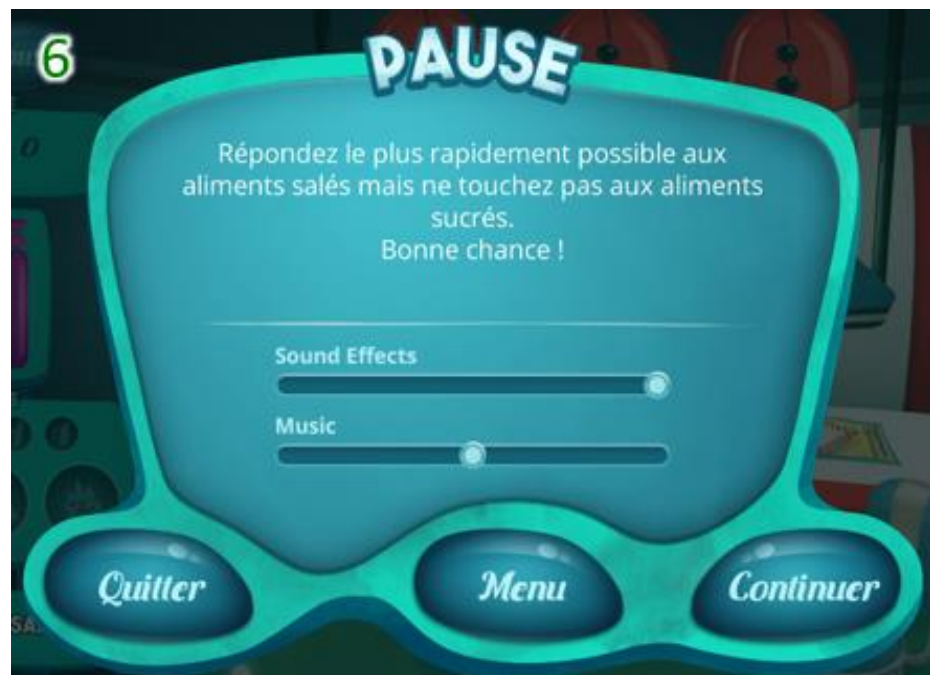 6
PAUSE
0
Répondez le plus rapidement possible aux
aliments salés mais ne touchez pas aux aliments
sucrés.
Bonne chance !
Sound Effects
Music
Quitter
Menu
Continuer